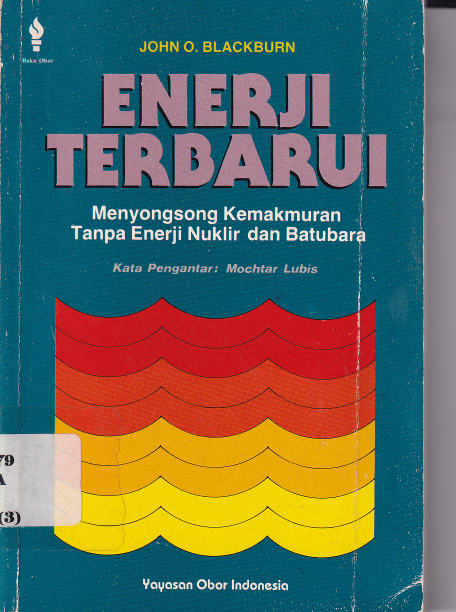 Buku Obor
JOHN O. BLACKBURN
ENERJI
TERBARUI
Menyongsong Kemakmuran
Tanpa Enerji Nuklir dan Batubara
Kata Pengantar: Mochtar Lubis
79
A
(3)
Yayasan Obor Indonesia